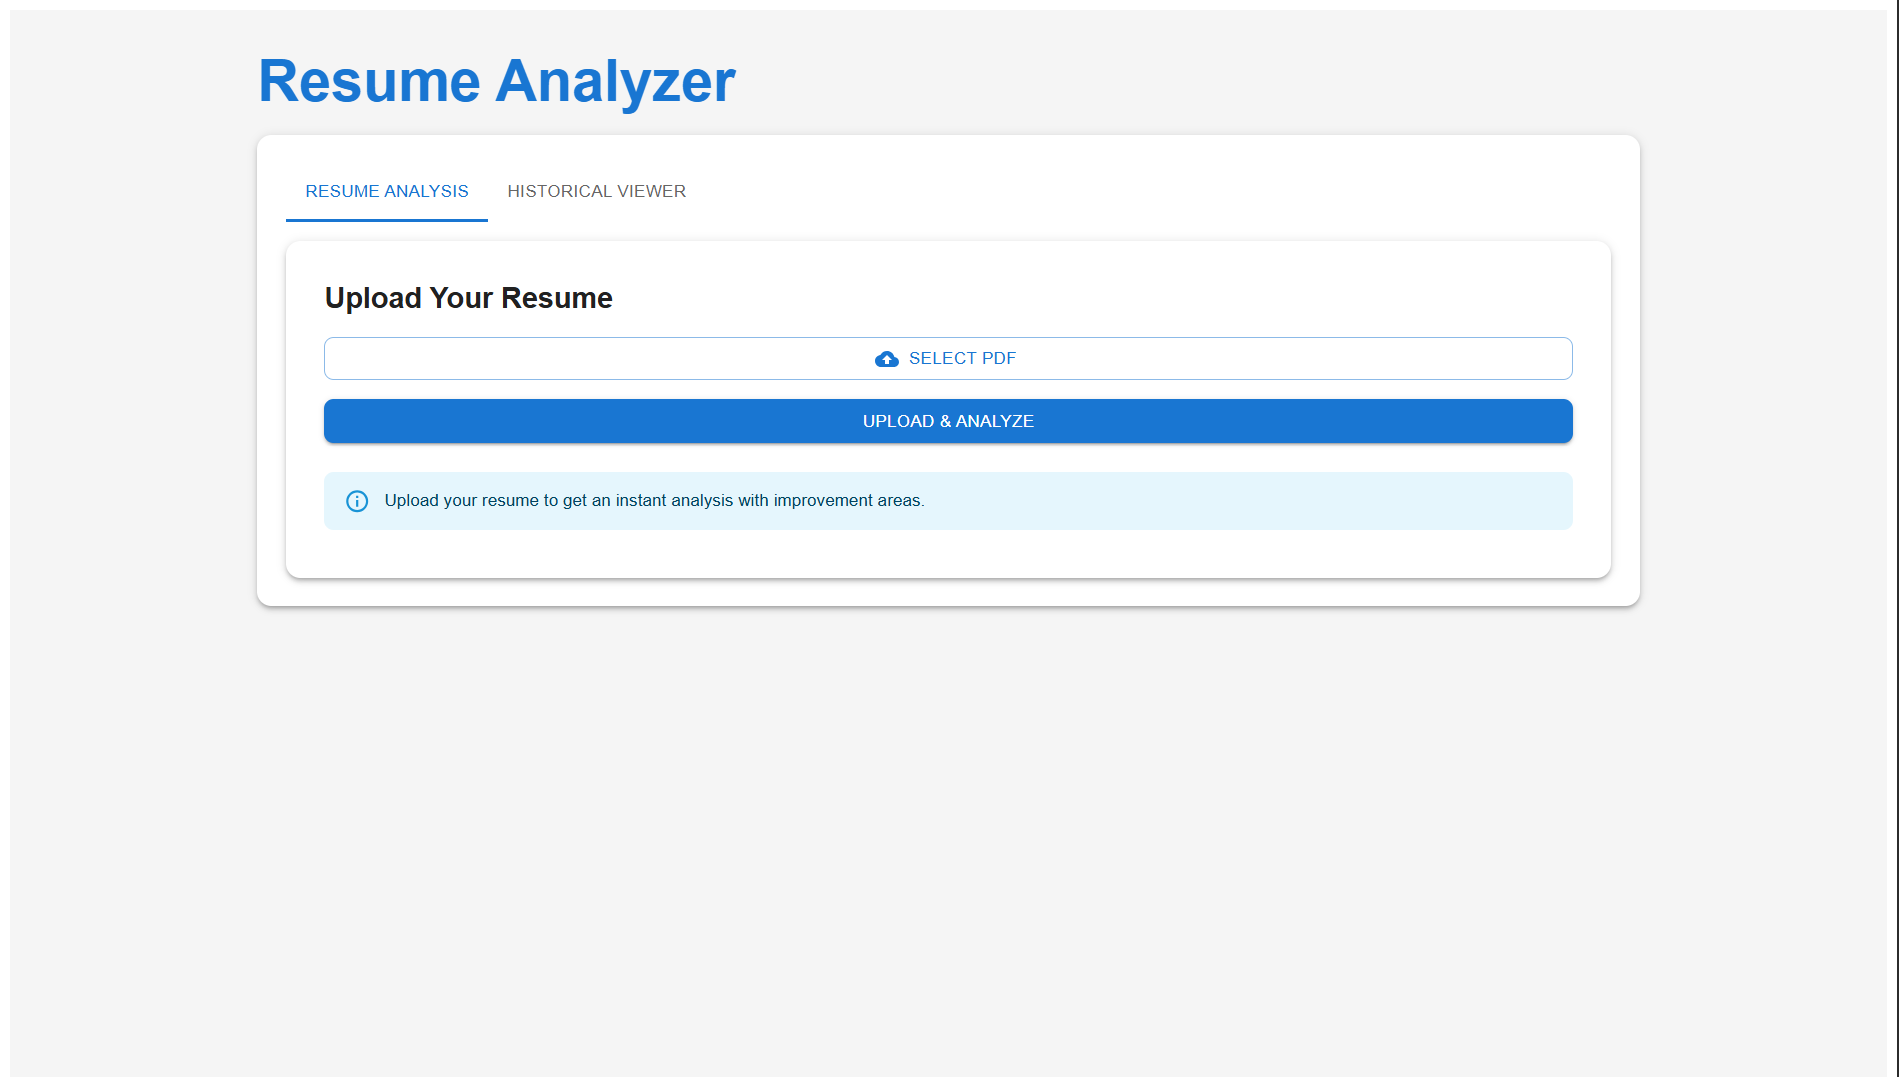 Resume Analyzer
RESUME ANALYSIS HISTORICAL VIEWER
Upload Your Resume
SELECT PDF
UPLOAD & ANALYZE
Upload your resume to get an instant analysis with improvement areas.